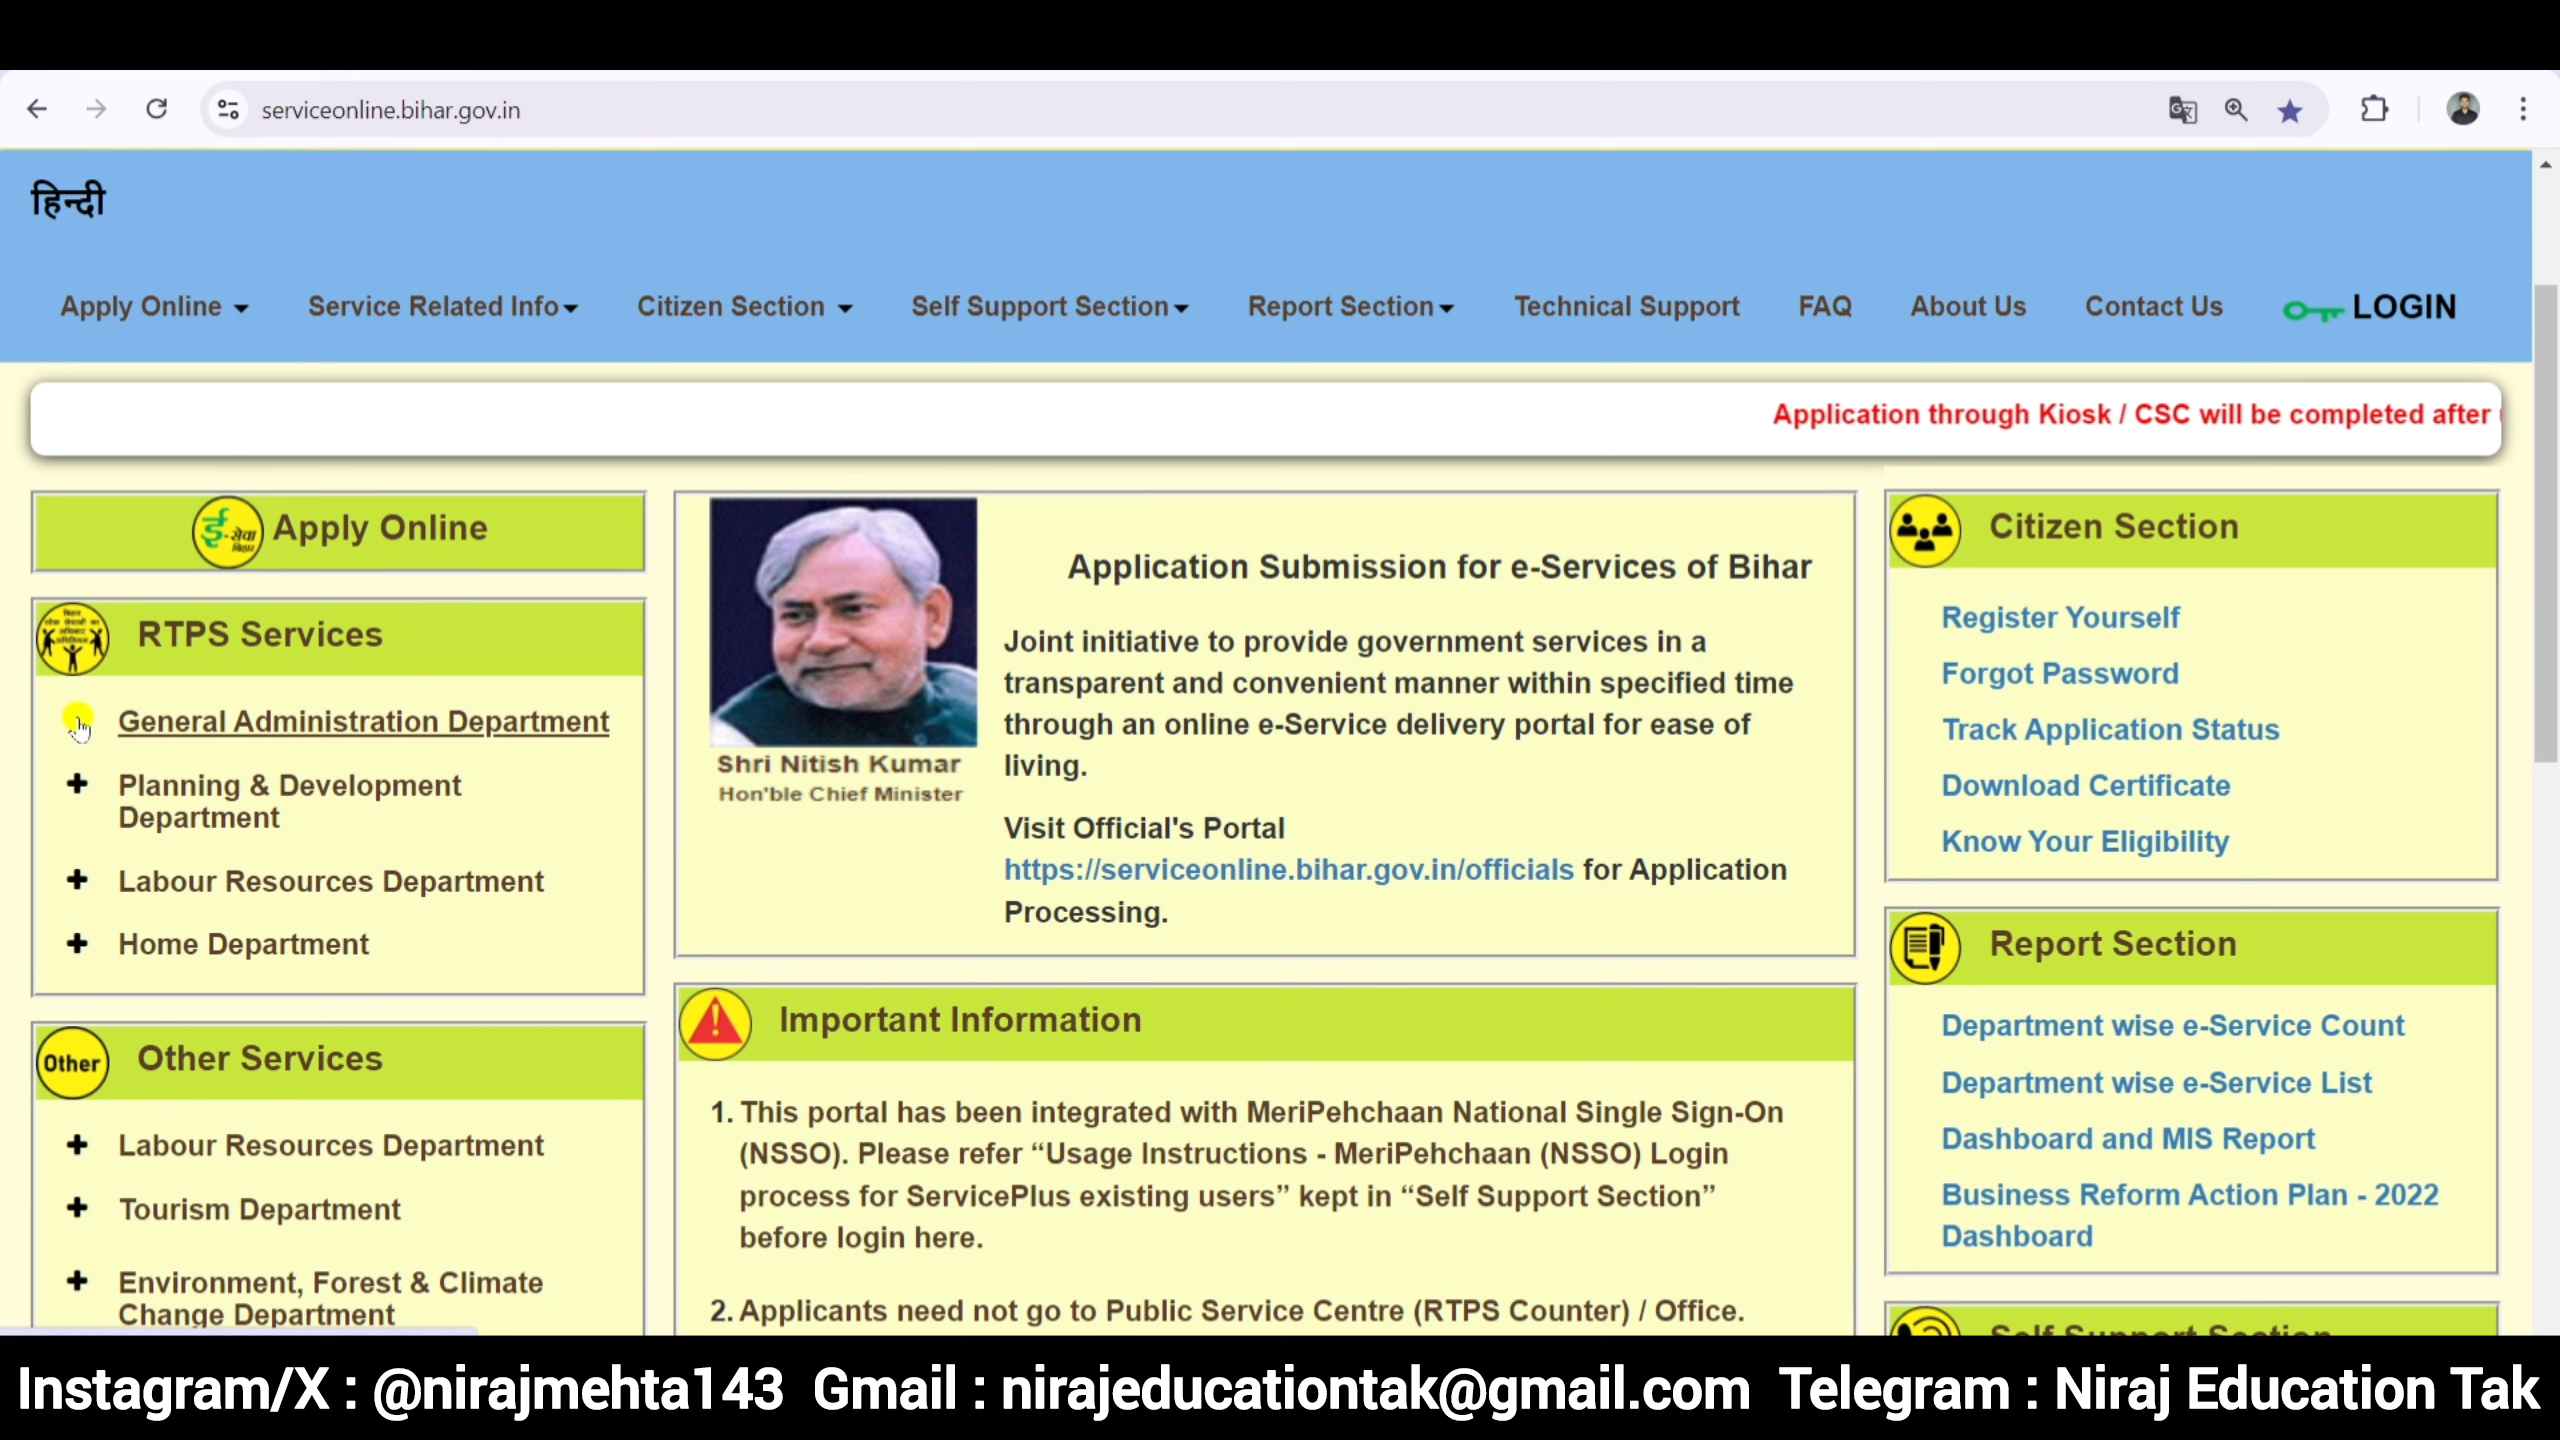 serviceonline.bihar.gov.in
हिन्दी
Apply Online
Service Related Info
Citizen Section
Self Support Section
Report Section
Technical Support
FAQ
About Us
Contact Us
LOGIN
Application through Kiosk / CSC will be completed after
ई-सेवा
बिहार
Apply Online
RTPS Services
General Administration Department
Planning & Development
Department
Labour Resources Department
Home Department
Other
Other Services
Labour Resources Department
Tourism Department
Environment, Forest & Climate
Change Department
Shri Nitish Kumar
Hon'ble Chief Minister
Application Submission for e-Services of Bihar
Joint initiative to provide government services in a
transparent and convenient manner within specified time
through an online e-Service delivery portal for ease of
living.
Visit Official's Portal
https://serviceonline.bihar.gov.in/officials for Application
Processing.
Important Information
1. This portal has been integrated with MeriPehchaan National Single Sign-On
(NSSO). Please refer “Usage Instructions - MeriPehchaan (NSSO) Login
process for ServicePlus existing users” kept in “Self Support Section”
before login here.
2. Applicants need not go to Public Service Centre (RTPS Counter) / Office.
Citizen Section
Register Yourself
Forgot Password
Track Application Status
Download Certificate
Know Your Eligibility
Report Section
Department wise e-Service Count
Department wise e-Service List
Dashboard and MIS Report
Business Reform Action Plan - 2022
Dashboard
Self Support Section
Instagram/X : @nirajmehta143 Gmail : nirajeducationtak@gmail.com Telegram : Niraj Education Tak